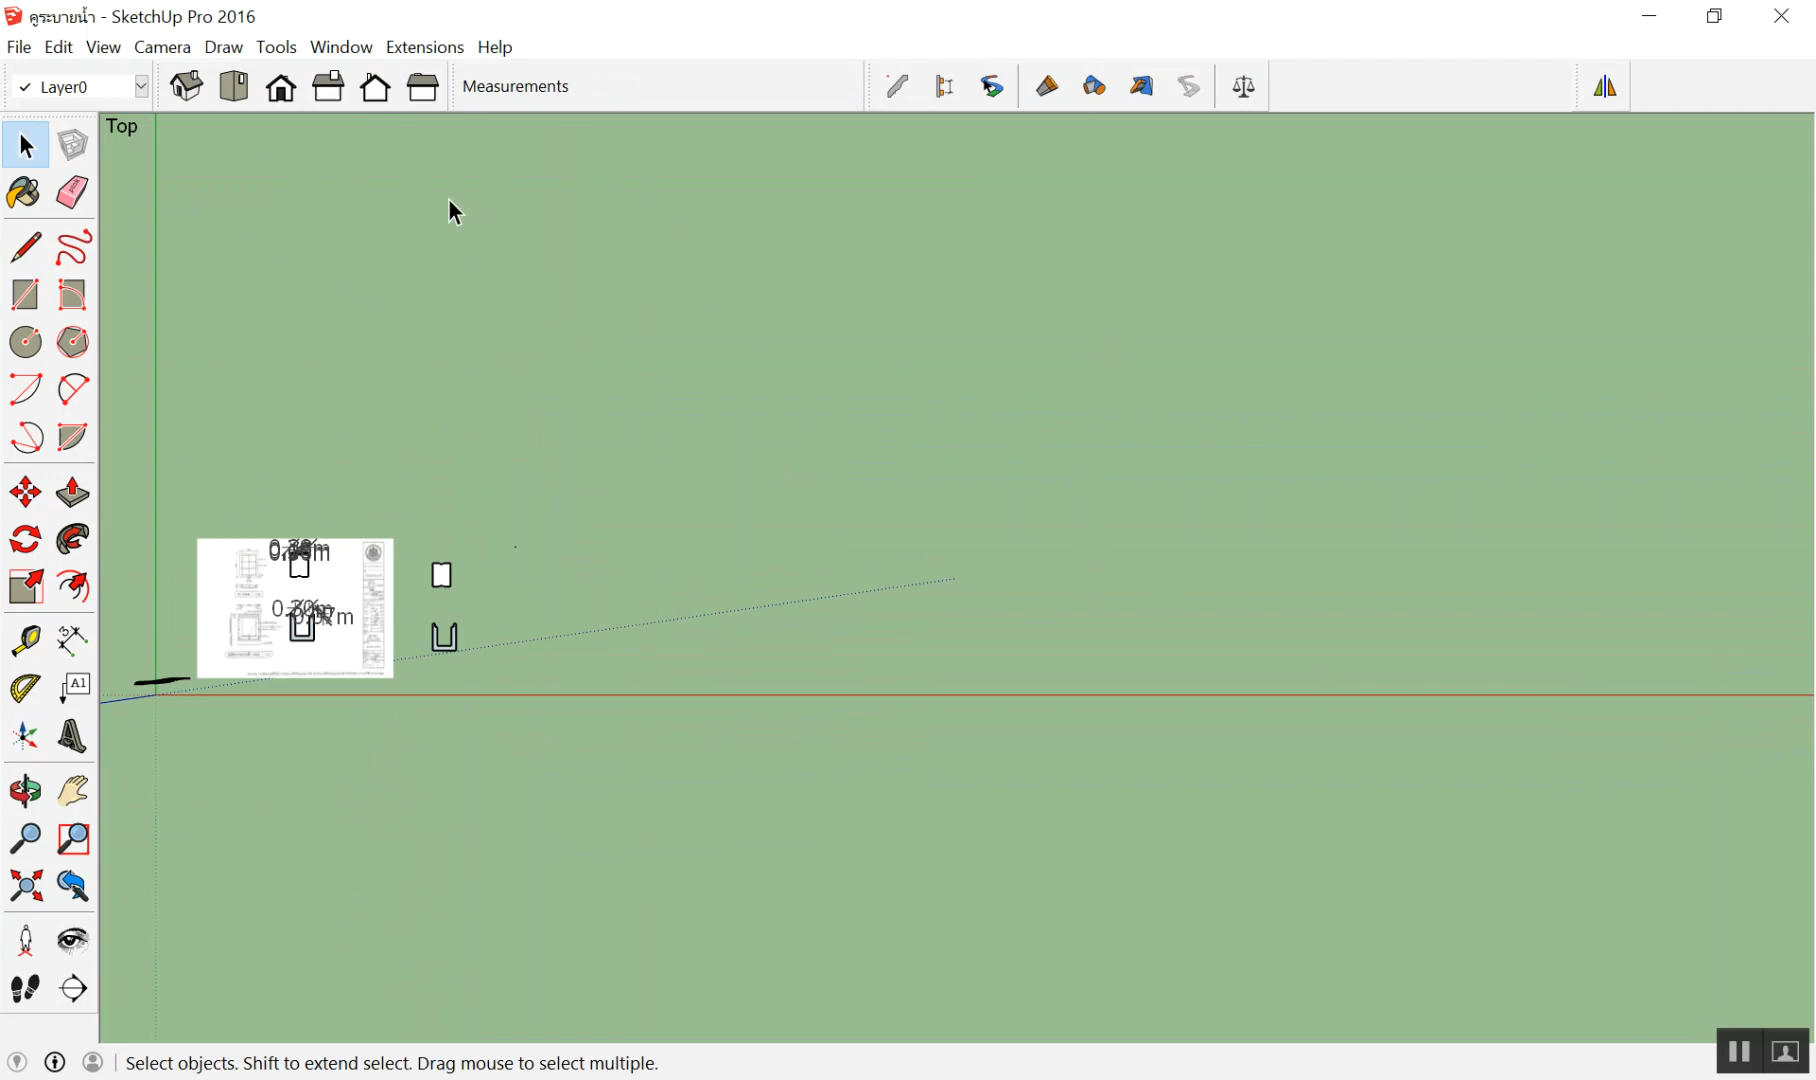 คูระบายน้ำ - SketchUp Pro 2016
File Edit View Camera Draw Tools Window Extensions Help
Layer0
Measurements
Top
A1
Select objects. Shift to extend select. Drag mouse to select multiple.